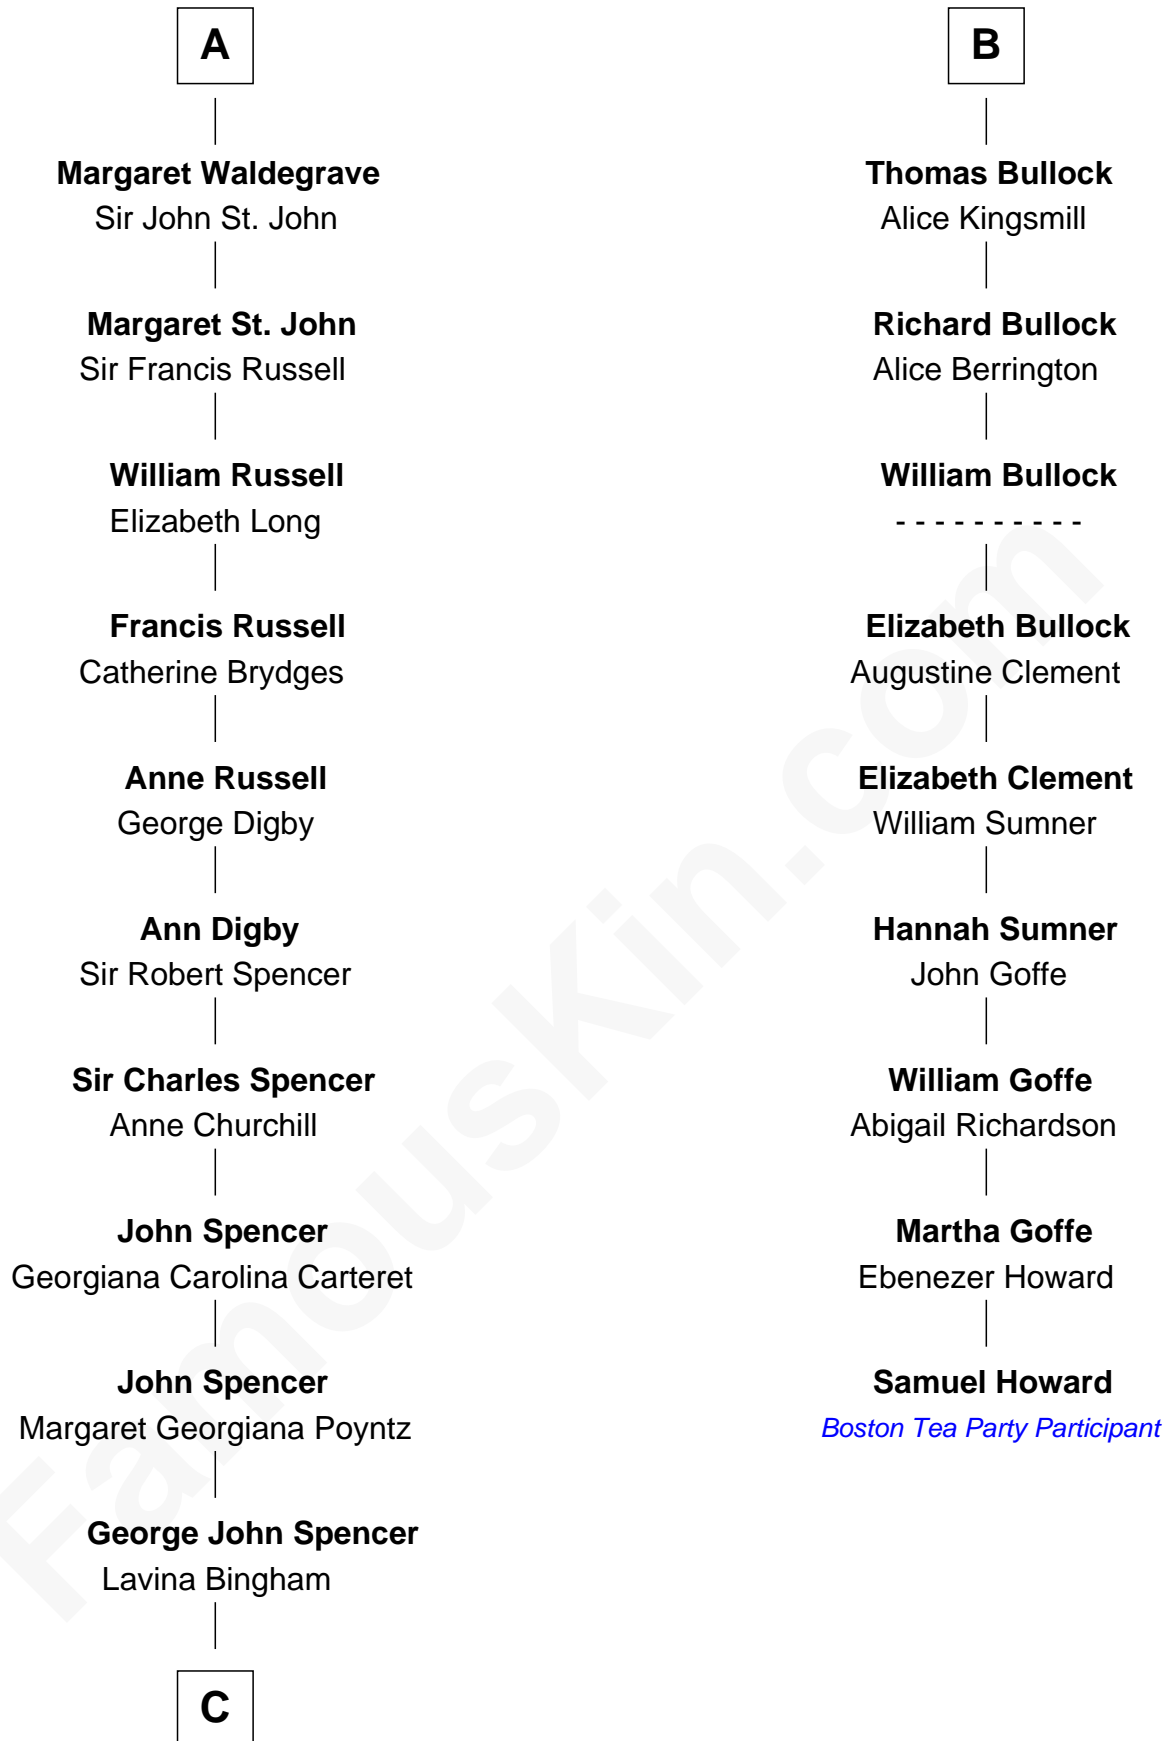 A
Margaret Waldegrave
Sir John St. John
Margaret St. John
Sir Francis Russell
William Russell
Elizabeth Long
Francis Russell
Catherine Brydges
Anne Russell
George Digby
Ann Digby
Sir Robert Spencer
Sir Charles Spencer
Anne Churchill
John Spencer
Georgiana Carolina Carteret
John Spencer
Margaret Georgiana Poyntz
George John Spencer
Lavina Bingham
C
B
Thomas Bullock
Alice Kingsmill
Richard Bullock
Alice Berrington
William Bullock
- - - - - - - - - -
Elizabeth Bullock
Augustine Clement
Elizabeth Clement
William Sumner
Hannah Sumner
John Goffe
William Goffe
Abigail Richardson
Martha Goffe
Ebenezer Howard
Samuel Howard
Boston Tea Party Participant
FamousKin.com